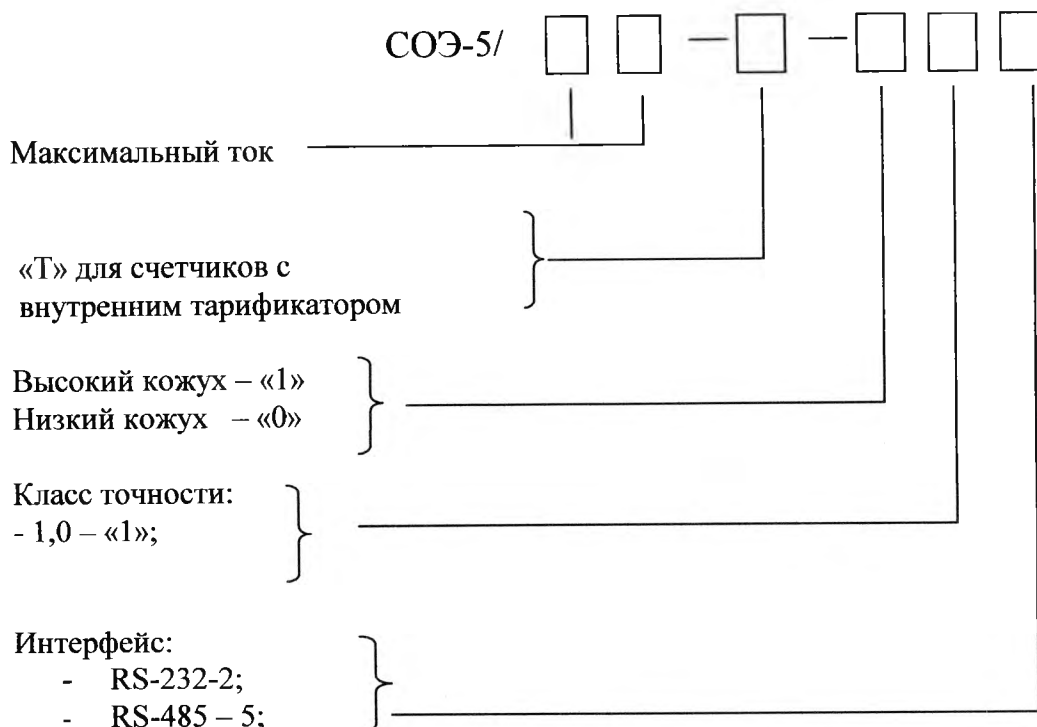 СОЭ-5/ — —
Максимальный ток
«Т» для счетчиков с
внутренним тарификатором
Высокий кожух – «1»
Низкий кожух – «0»
Класс точности:
- 1,0 – «1»;
Интерфейс:
- RS-232-2;
- RS-485 – 5;